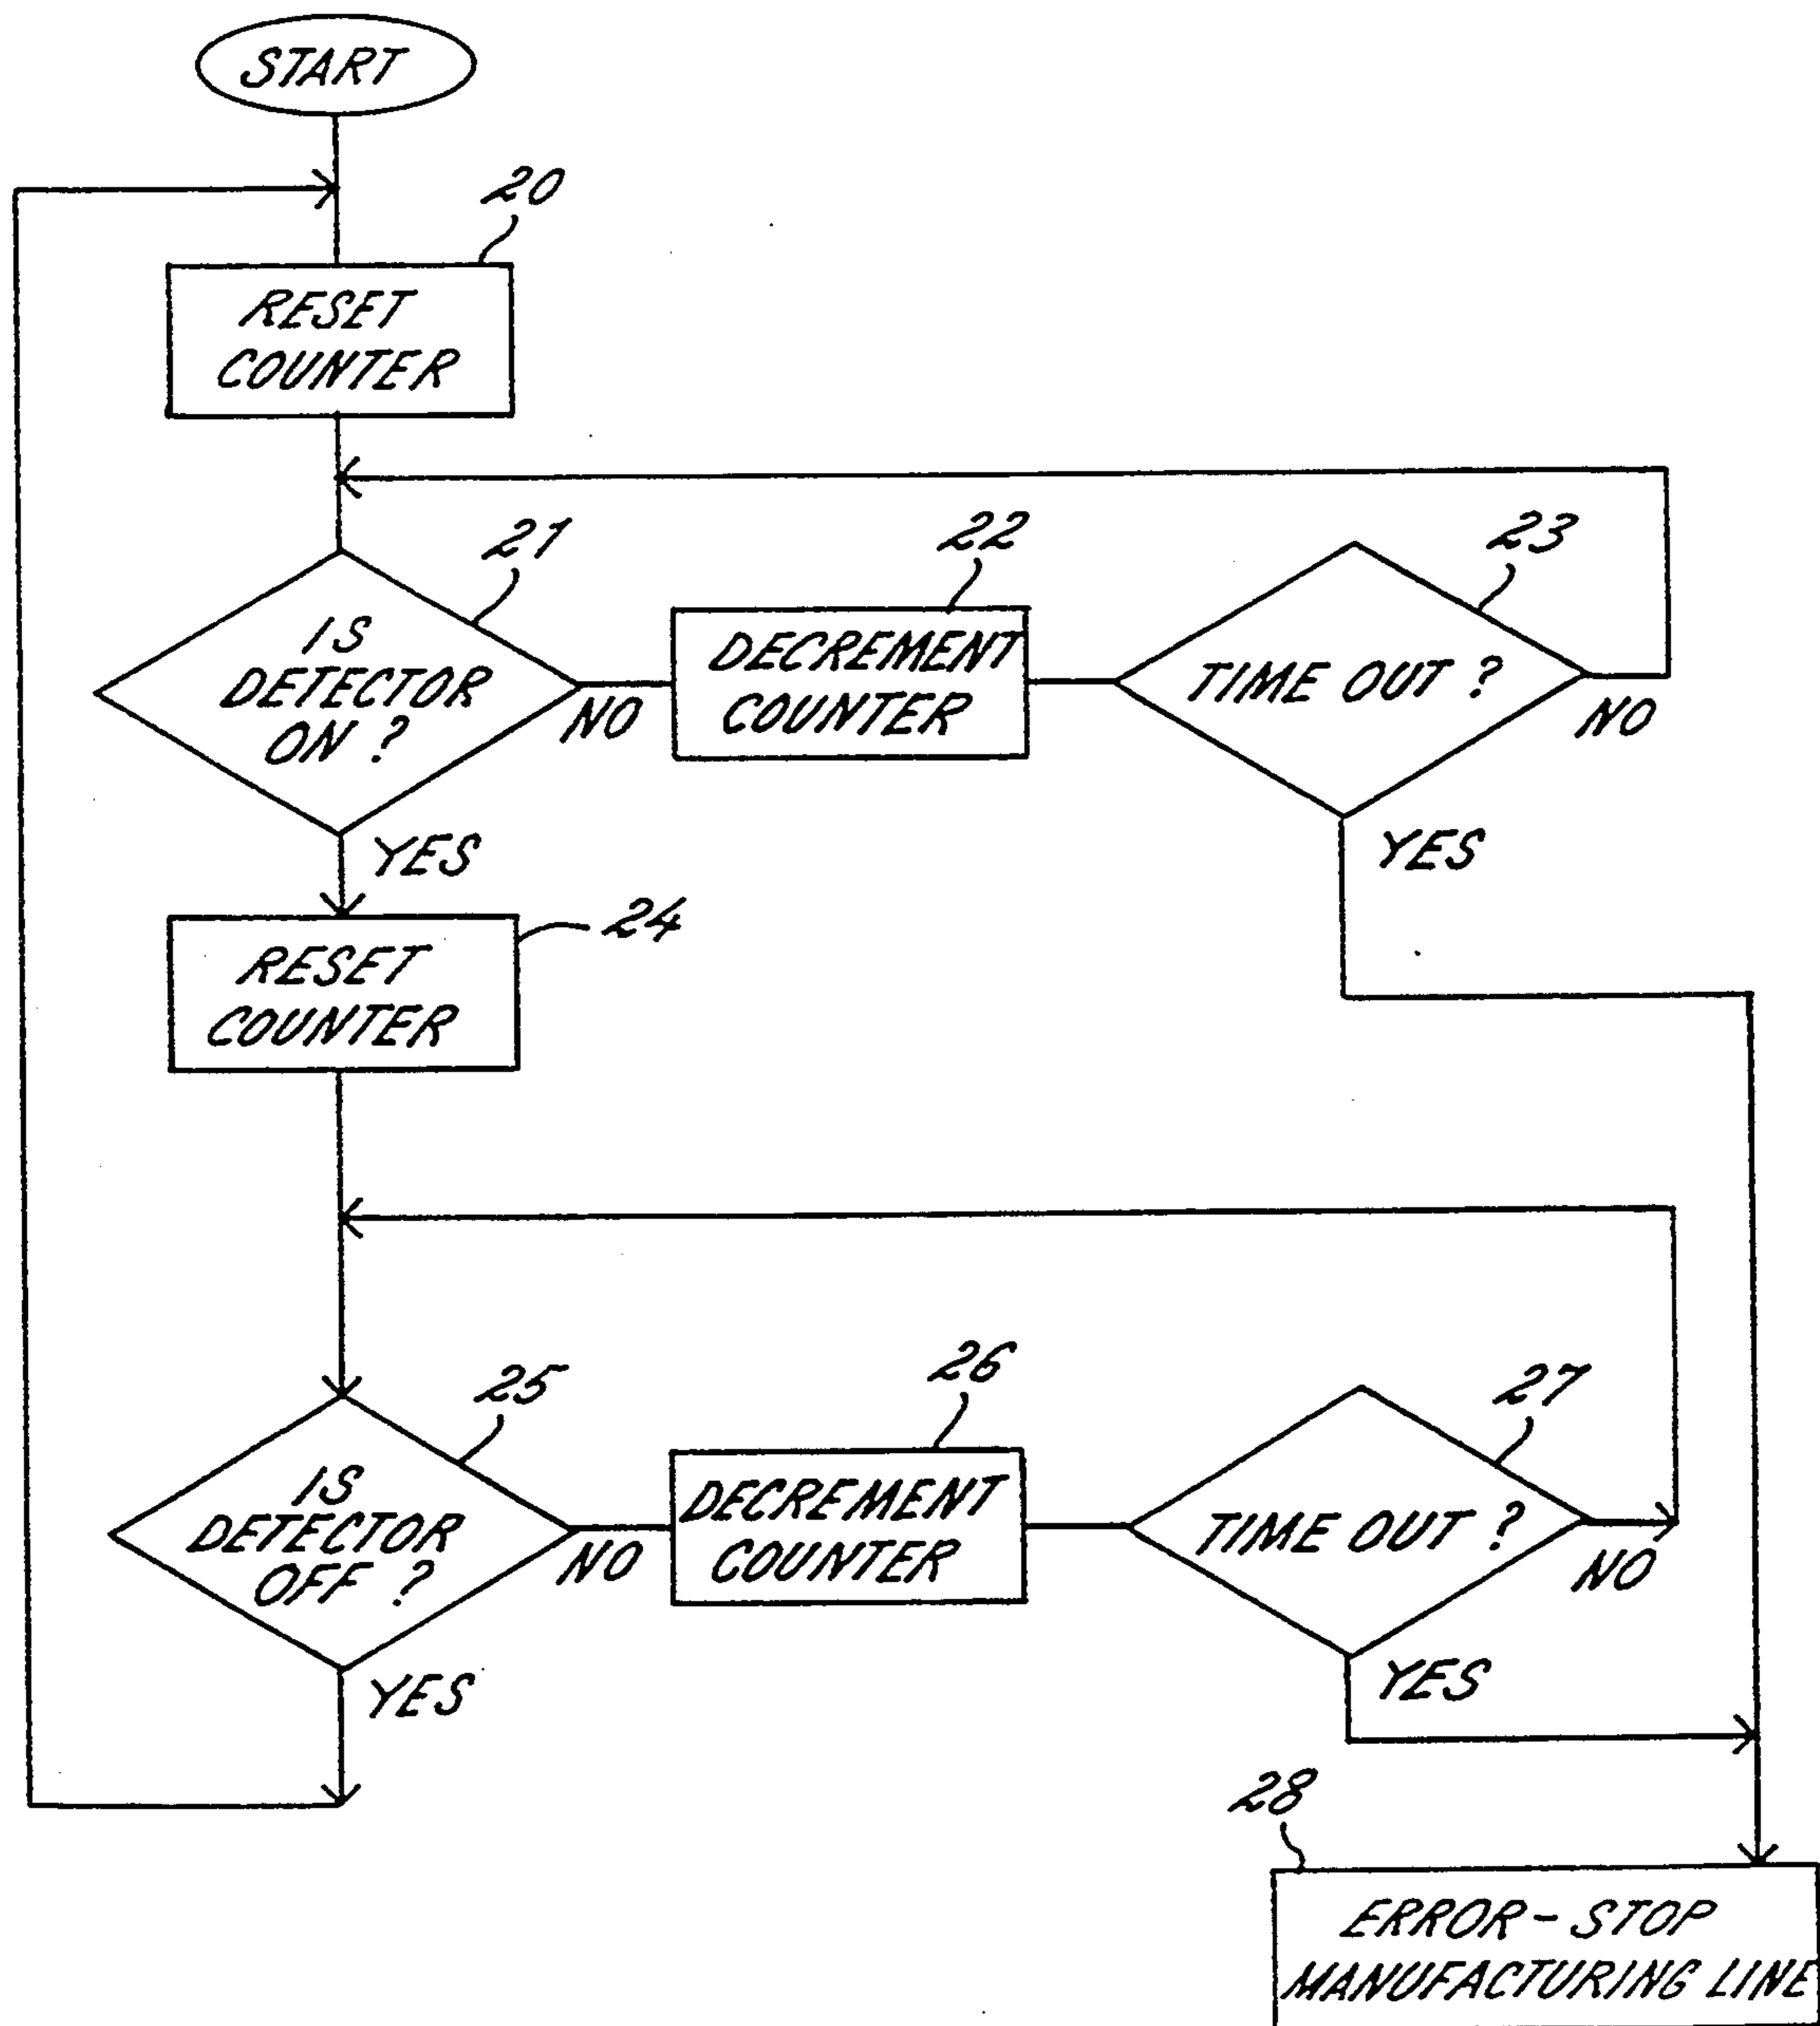 START
20
RESET
COUNTER
21
IS
DETECTOR
ON ?
NO
22
DECREMENT
COUNTER
23
TIME OUT ?
NO
YES
YES
24
RESET
COUNTER
25
IS
DETECTOR
OFF ?
NO
26
DECREMENT
COUNTER
27
TIME OUT ?
NO
YES
YES
28
ERROR-STOP
MANUFACTURING LINE